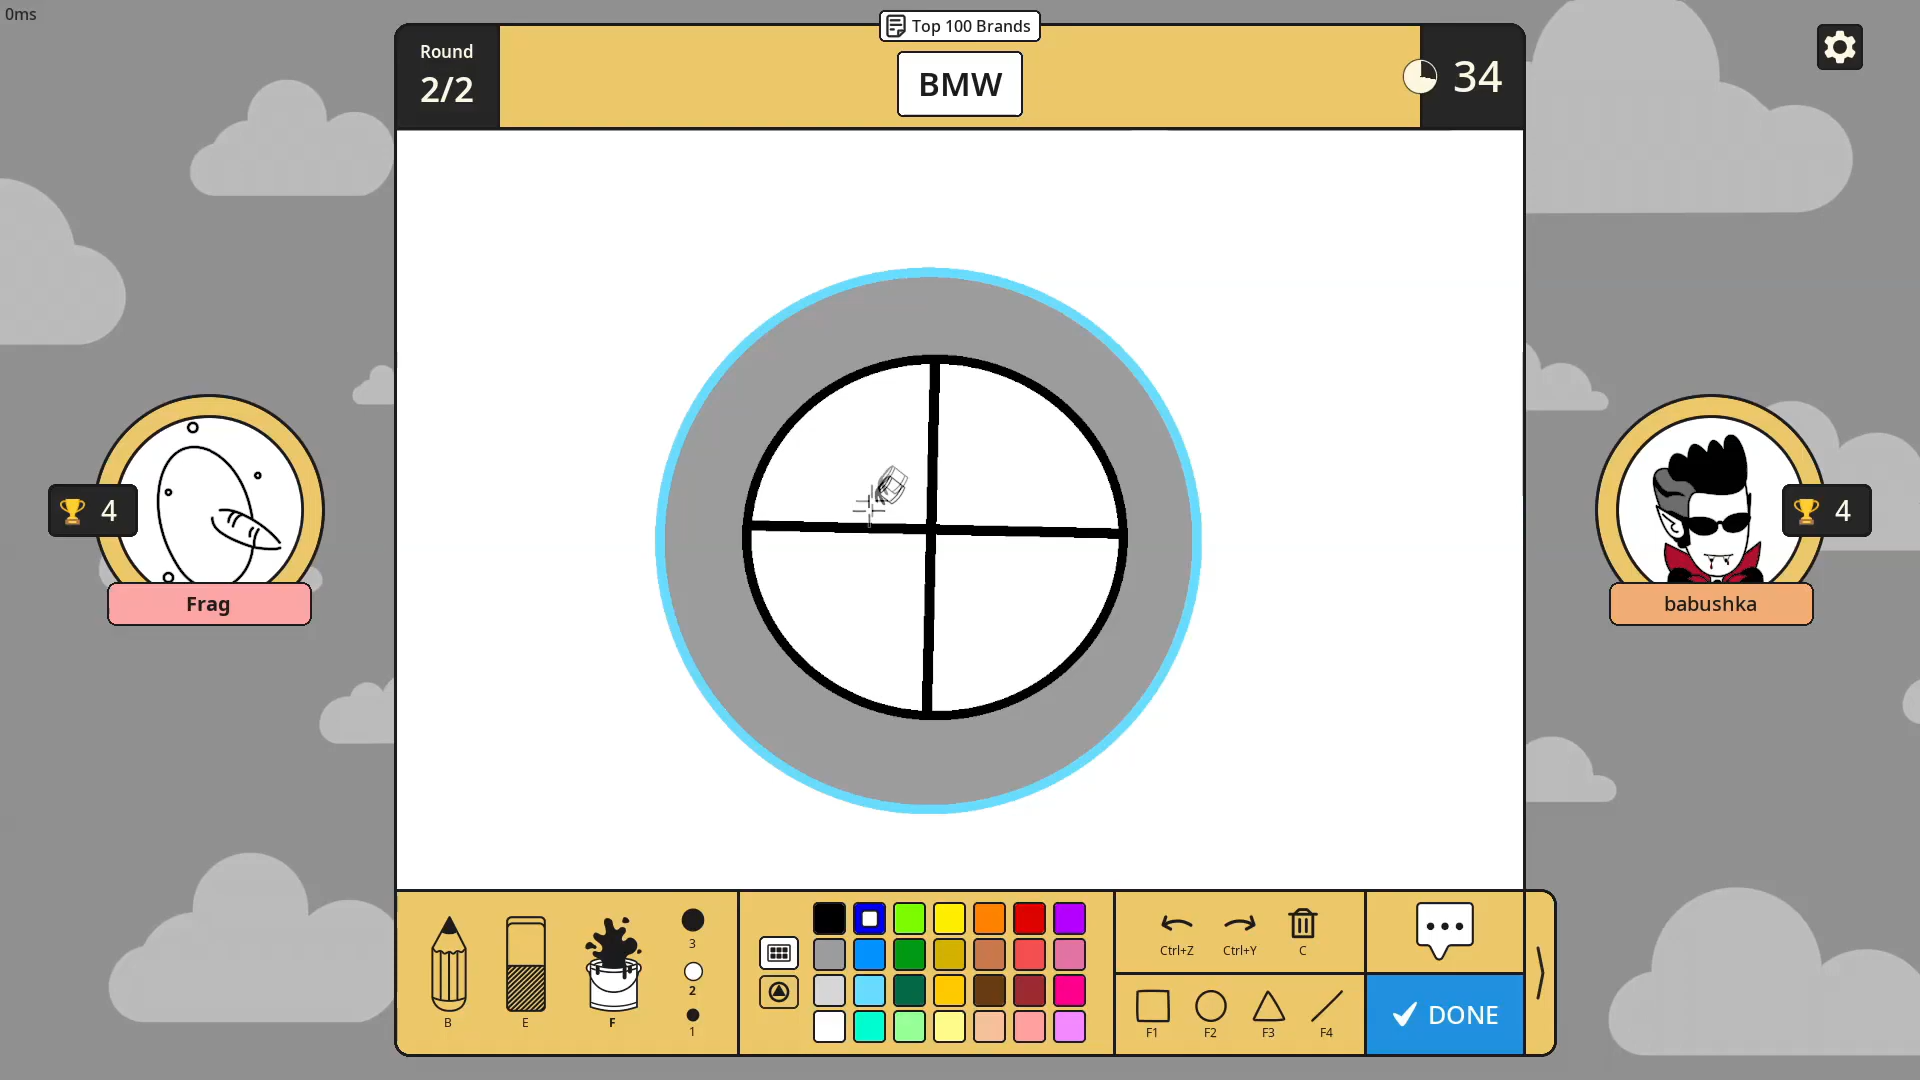 0ms
Top 100 Brands
Round
2/2
BMW
34
4
Frag
4
babushka
B
E
F
3
2
1
Ctrl+Z
Ctrl+Y
C
F1
F2
F3
F4
DONE